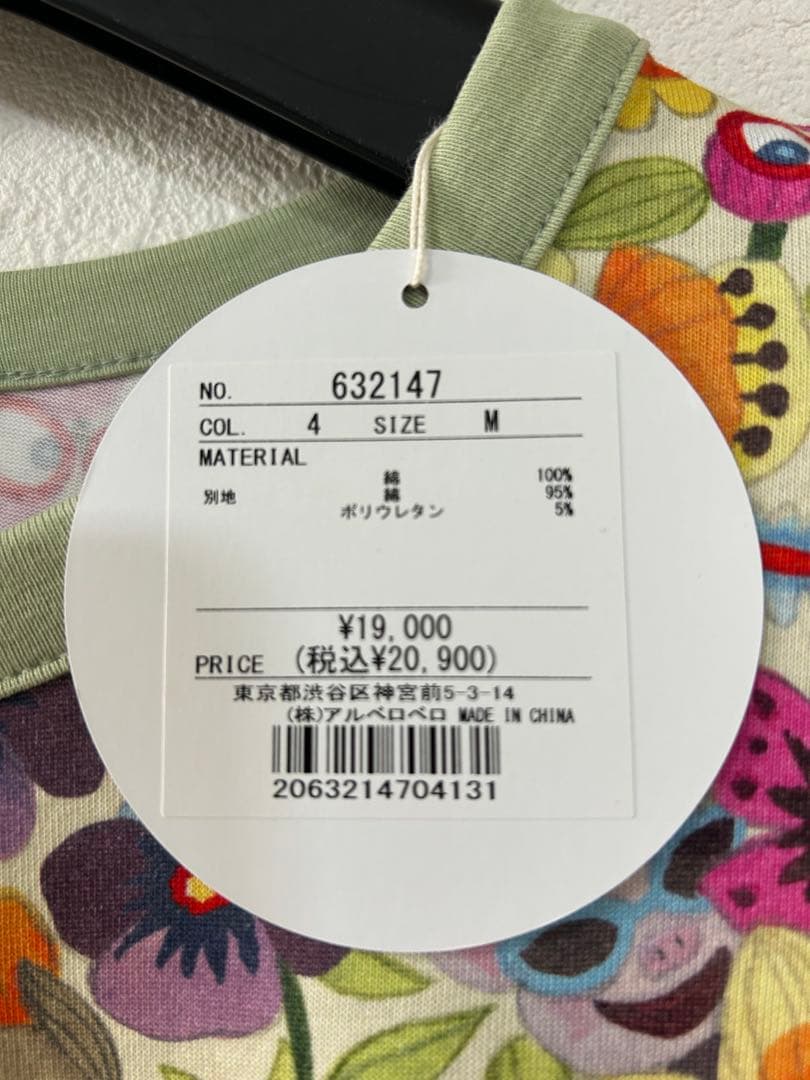 NO. 632147
COL. 4 SIZE M
MATERIAL
綿 100%
別地 綿 95%
ポリウレタン 5%
¥19,000
PRICE (税込¥20,900)
東京都渋谷区神宮前5-3-14
(株)アルベロベロ MADE IN CHINA
2063214704131